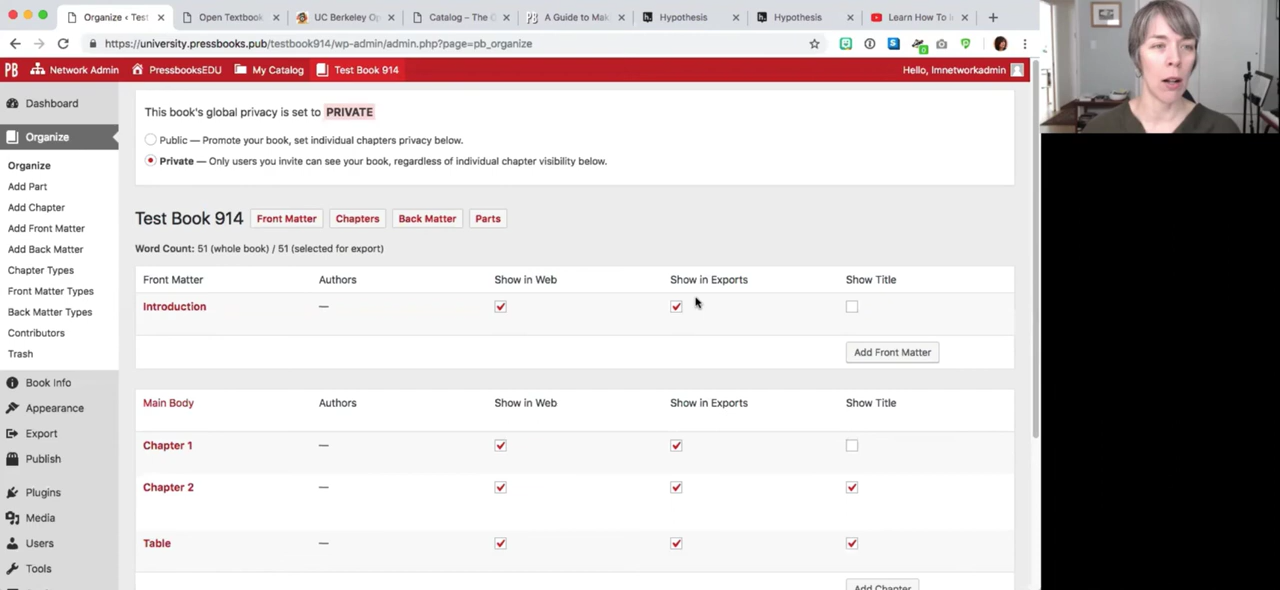 Organize ‹ Test
Open Textbook
UC Berkeley Op
Catalog – The C
A Guide to Mak
Hypothesis
Hypothesis
Learn How To i
https://university.pressbooks.pub/testbook914/wp-admin/admin.php?page=pb_organize
PB Network Admin PressbooksEDU My Catalog Test Book 914 Hello, lmnetworkadmin
Dashboard
Organize
Organize
Add Part
Add Chapter
Add Front Matter
Add Back Matter
Chapter Types
Front Matter Types
Back Matter Types
Contributors
Trash
Book Info
Appearance
Export
Publish
Plugins
Media
Users
Tools
This book's global privacy is set to PRIVATE
Public — Promote your book, set individual chapters privacy below.
Private — Only users you invite can see your book, regardless of individual chapter visibility below.
Test Book 914 Front Matter Chapters Back Matter Parts
Word Count: 51 (whole book) / 51 (selected for export)
Front Matter Authors Show in Web Show in Exports Show Title
Introduction —
Add Front Matter
Main Body Authors Show in Web Show in Exports Show Title
Chapter 1 —
Chapter 2 —
Table —
Add Chapter